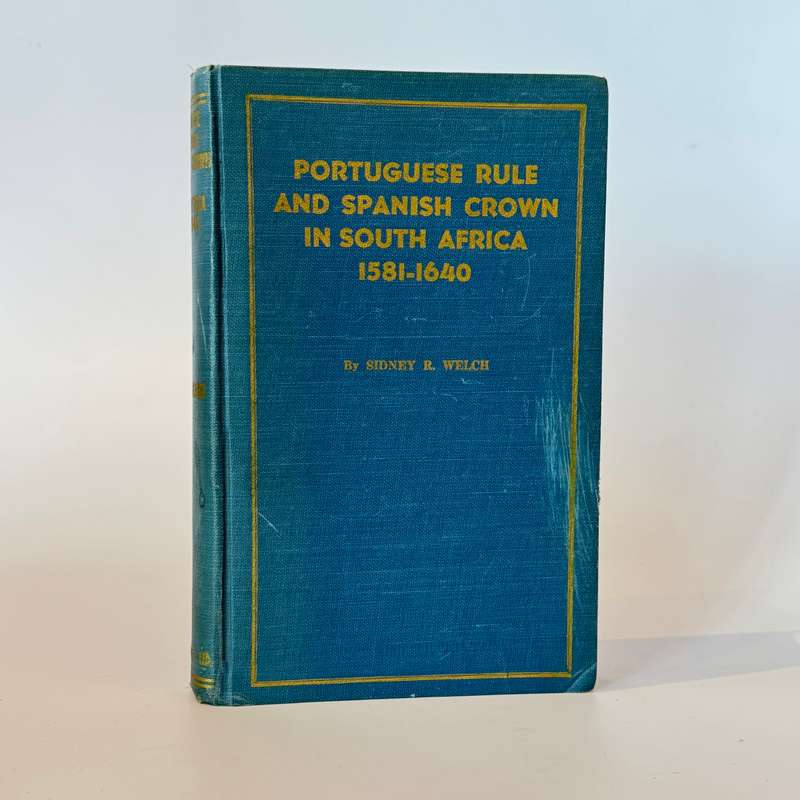 PORTUGUESE RULE
AND SPANISH CROWN
IN SOUTH AFRICA
1581-1640
By SIDNEY R. WELCH